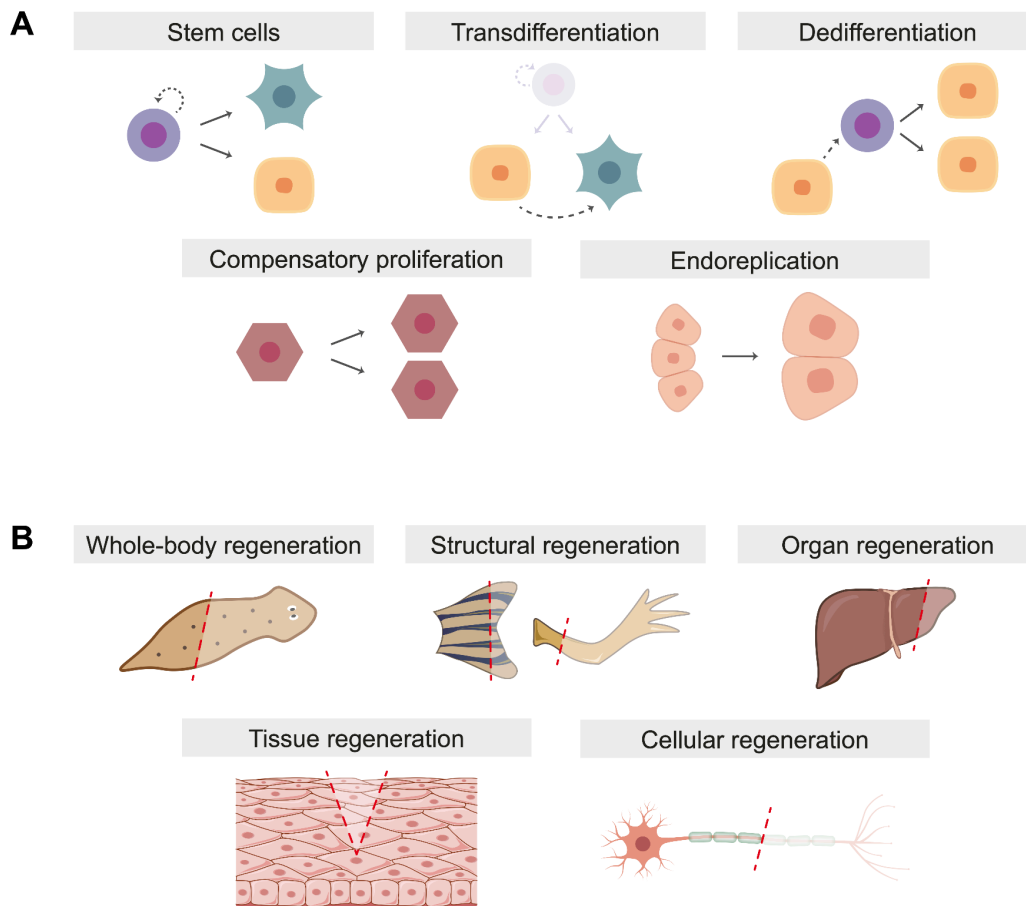 A
Stem cells
Transdifferentiation
Dedifferentiation
Compensatory proliferation
Endoreplication
B
Whole-body regeneration
Structural regeneration
Organ regeneration
Tissue regeneration
Cellular regeneration